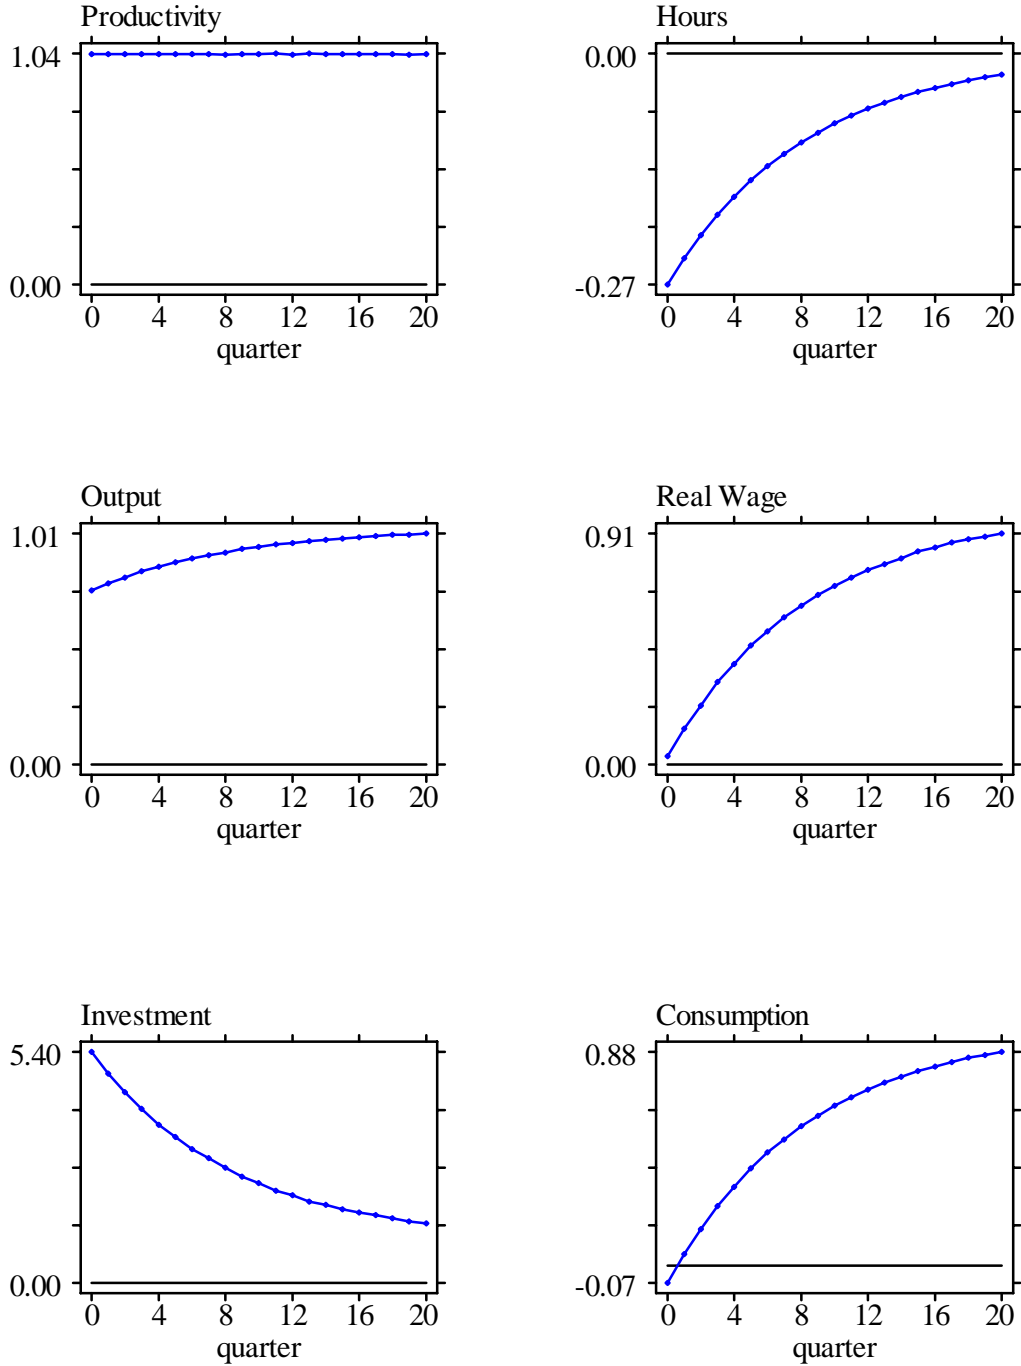 Productivity
1.04
0.00
0 4 8 12 16 20
quarter
Hours
0.00
-0.27
0 4 8 12 16 20
quarter
Output
1.01
0.00
0 4 8 12 16 20
quarter
Real Wage
0.91
0.00
0 4 8 12 16 20
quarter
Investment
5.40
0.00
0 4 8 12 16 20
quarter
Consumption
0.88
-0.07
0 4 8 12 16 20
quarter